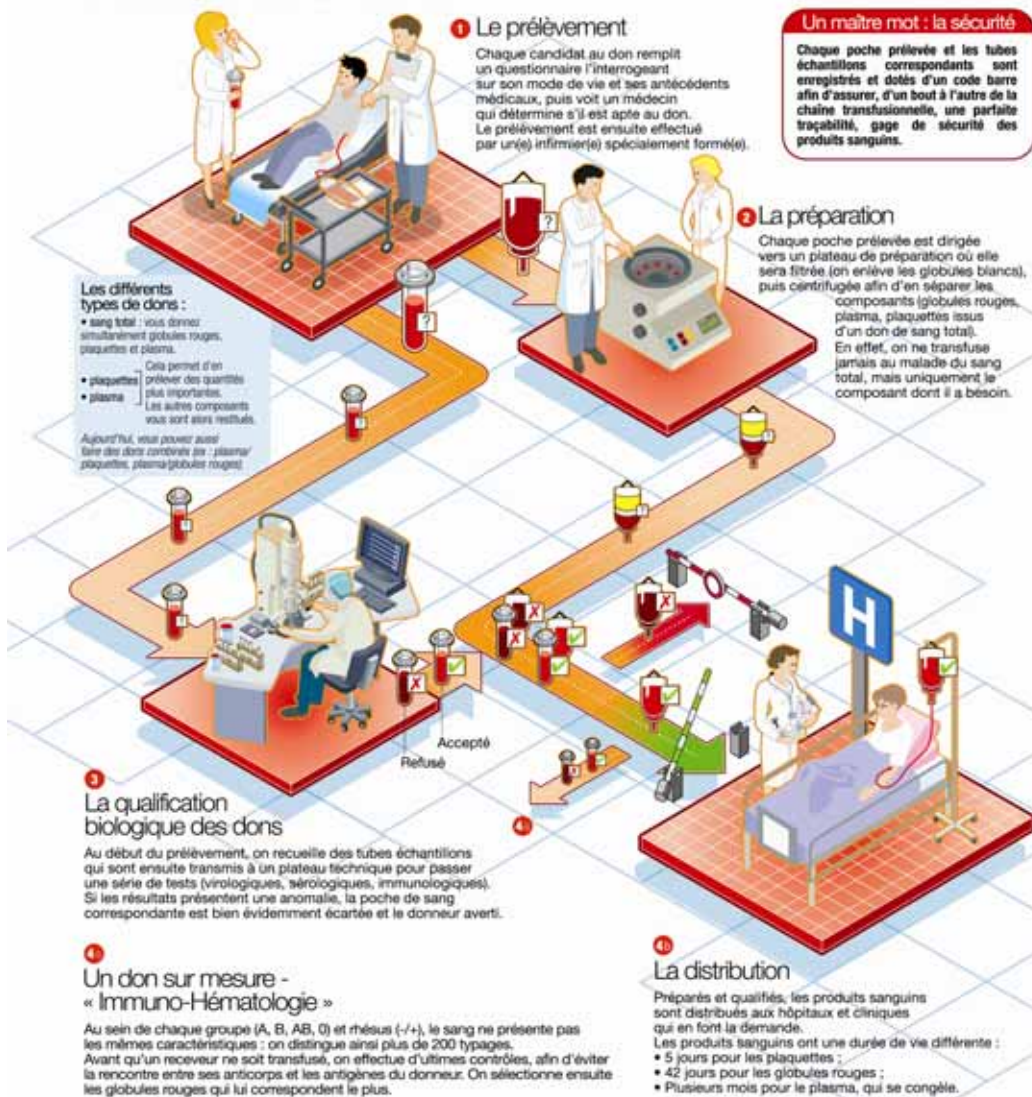 1 Le prélèvement
Chaque candidat au don remplit
un questionnaire l'interrogeant
sur son mode de vie et ses antécédents
médicaux, puis voit un médecin
qui détermine s'il est apte au don.
Le prélèvement est ensuite effectué
par un(e) infirmier(e) spécialement formé(e).
Un maître mot : la sécurité
Chaque poche prélevée et les tubes
échantillons correspondants sont
enregistrés et dotés d'un code barre
afin d'assurer, d'un bout à l'autre de la
chaîne transfusionnelle, une parfaite
traçabilité, gage de sécurité des
produits sanguins.
2 La préparation
Chaque poche prélevée est dirigée
vers un plateau de préparation où elle
sera filtrée (on enlève les globules blancs),
puis centrifugée afin d'en séparer les
composants (globules rouges,
plasma, plaquettes issus
d'un don de sang total).
En effet, on ne transfuse
jamais au malade du sang
total, mais uniquement le
composant dont il a besoin.
Les différents
types de dons :
• sang total : vous donnez
simultanément globules rouges,
plaquettes et plasma.
• plaquettes
• plasma
Cela permet d'en
prélever des quantités
plus importantes.
Les autres composants
vous sont alors restitués.
Aujourd'hui, vous pouvez aussi
faire des dons combinés (ex : plasma/
plaquettes, plasma/globules rouges)
?
?
?
?
?
?
?
H
Accepté
Refusé
3
La qualification
biologique des dons
Au début du prélèvement, on recueille des tubes échantillons
qui sont ensuite transmis à un plateau technique pour passer
une série de tests (virologiques, sérologiques, immunologiques).
Si les résultats présentent une anomalie, la poche de sang
correspondante est bien évidemment écartée et le donneur averti.
Un don sur mesure -
« Immuno-Hématologie »
Au sein de chaque groupe (A, B, AB, 0) et rhésus (-/+), le sang ne présente pas
les mêmes caractéristiques : on distingue ainsi plus de 200 typages.
Avant qu'un receveur ne soit transfusé, on effectue d'ultimes contrôles, afin d'éviter
la rencontre entre ses anticorps et les antigènes du donneur. On sélectionne ensuite
les globules rouges qui lui correspondent le plus.
4b
La distribution
Préparés et qualifiés, les produits sanguins
sont distribués aux hôpitaux et cliniques
qui en font la demande.
Les produits sanguins ont une durée de vie différente :
• 5 jours pour les plaquettes ;
• 42 jours pour les globules rouges ;
• Plusieurs mois pour le plasma, qui se congèle.